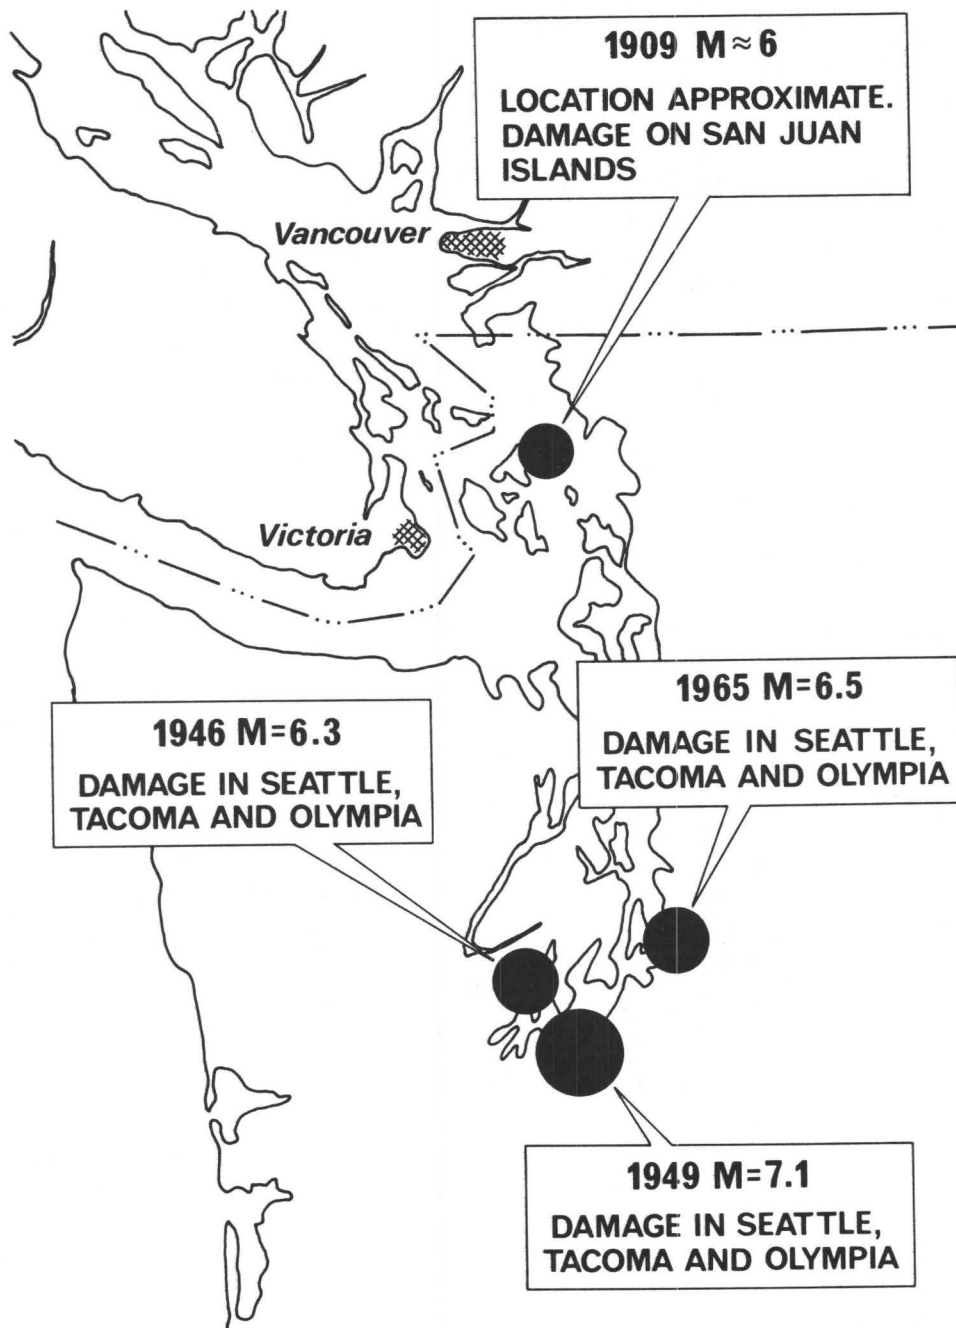 1909 M≈6
LOCATION APPROXIMATE.
DAMAGE ON SAN JUAN
ISLANDS
Vancouver
Victoria
1965 M=6.5
DAMAGE IN SEATTLE,
TACOMA AND OLYMPIA
1946 M=6.3
DAMAGE IN SEATTLE,
TACOMA AND OLYMPIA
1949 M=7.1
DAMAGE IN SEATTLE,
TACOMA AND OLYMPIA